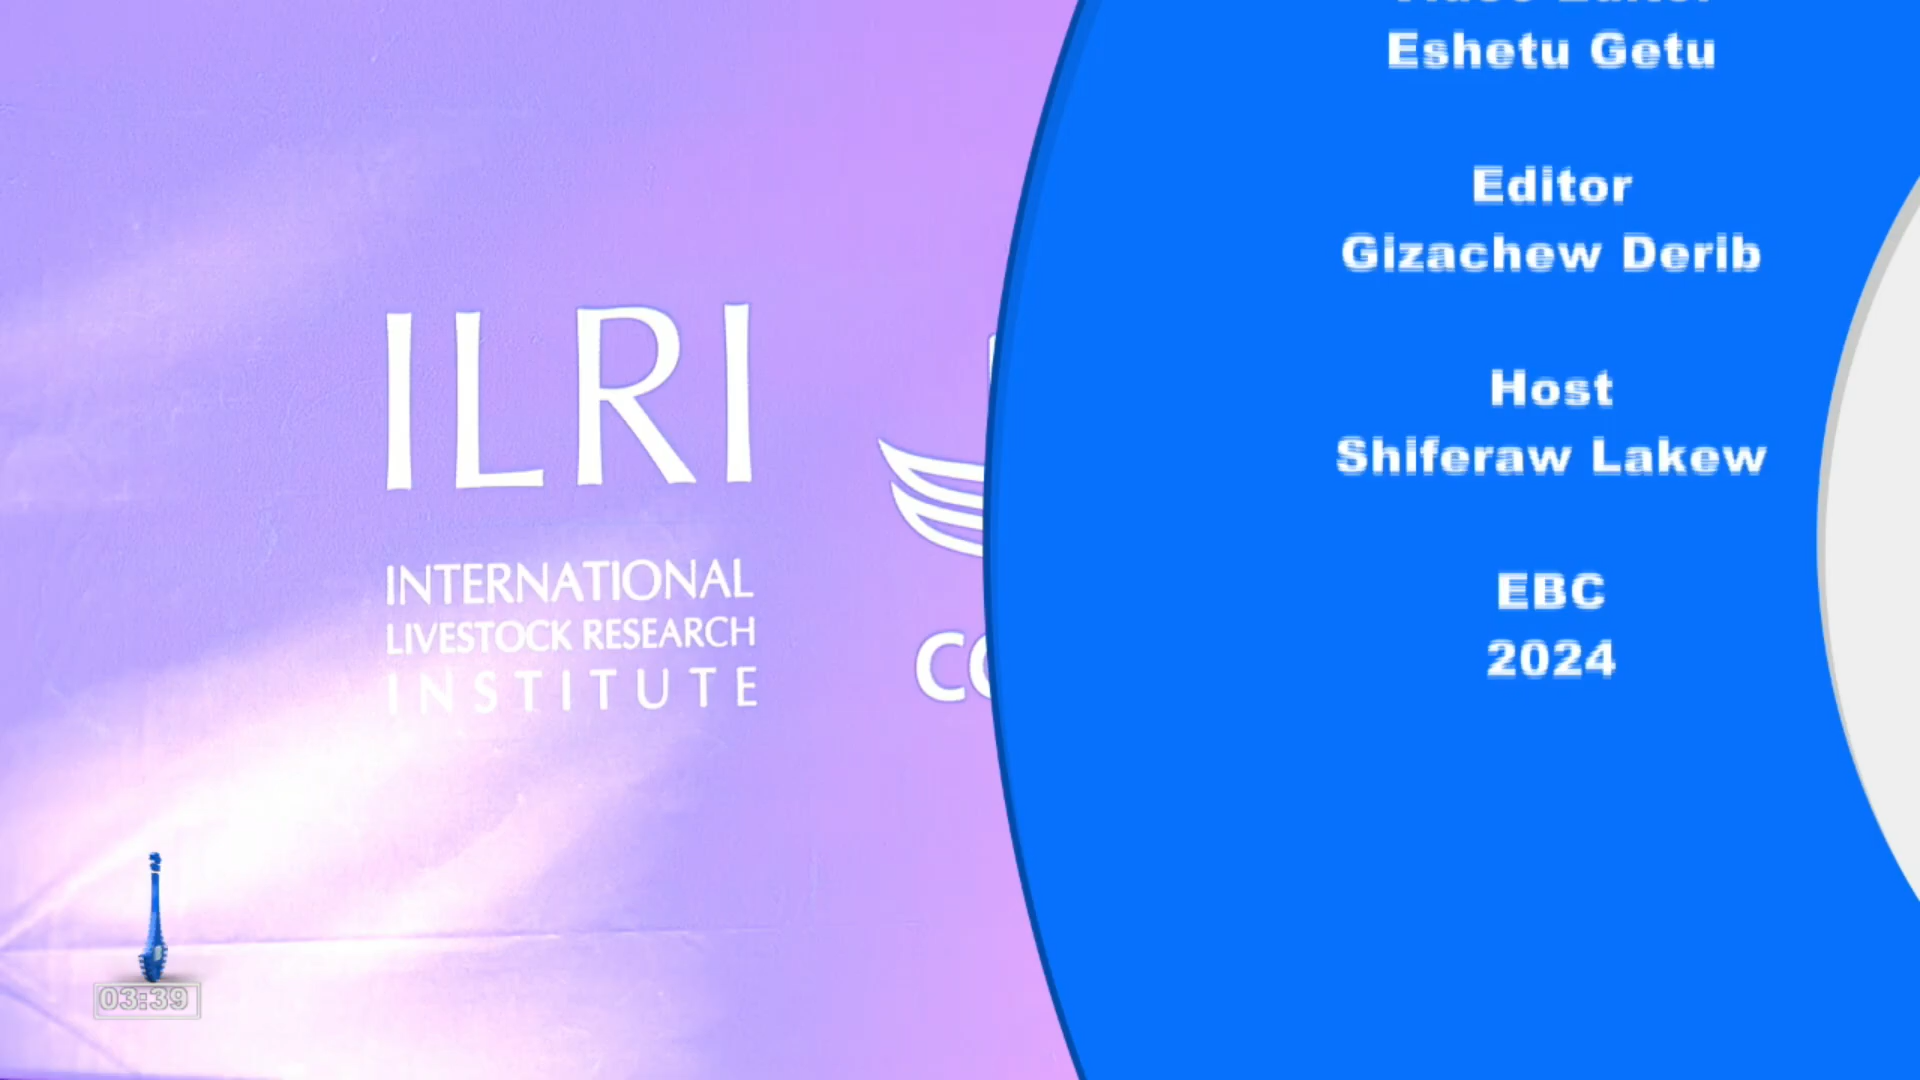 ILRI
INTERNATIONAL
LIVESTOCK RESEARCH
INSTITUTE
Eshetu Getu
Editor
Gizachew Derib
Host
Shiferaw Lakew
EBC
2024
03:39